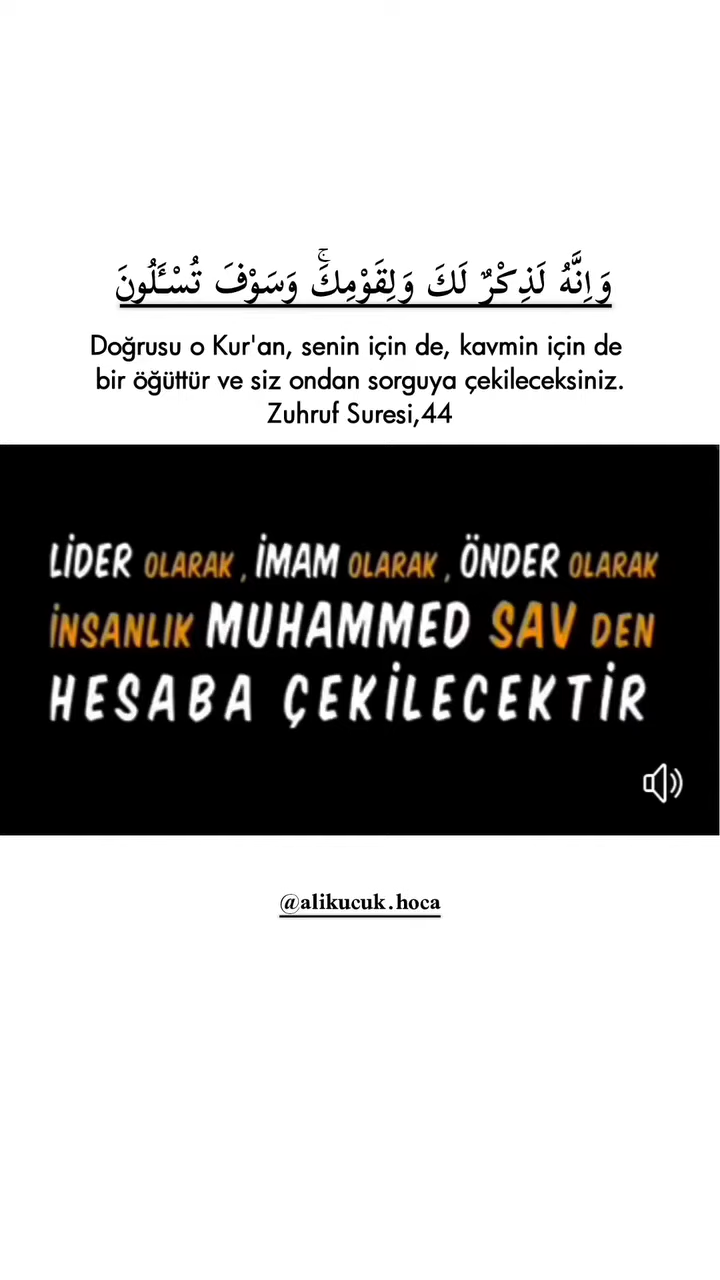 وَاِنَّهُ لَذِكْرٌ لَكَ وَلِقَوْمِكَۚ وَسَوْفَ تُسْـَٔلُونَ
Doğrusu o Kur'an, senin için de, kavmin için de
bir öğüttür ve siz ondan sorguya çekileceksiniz.
Zuhruf Suresi,44
LİDER OLARAK, İMAM OLARAK, ÖNDER OLARAK
İNSANLIK MUHAMMED SAV DEN
HESABA ÇEKİLECEKTİR
@alikucuk.hoca